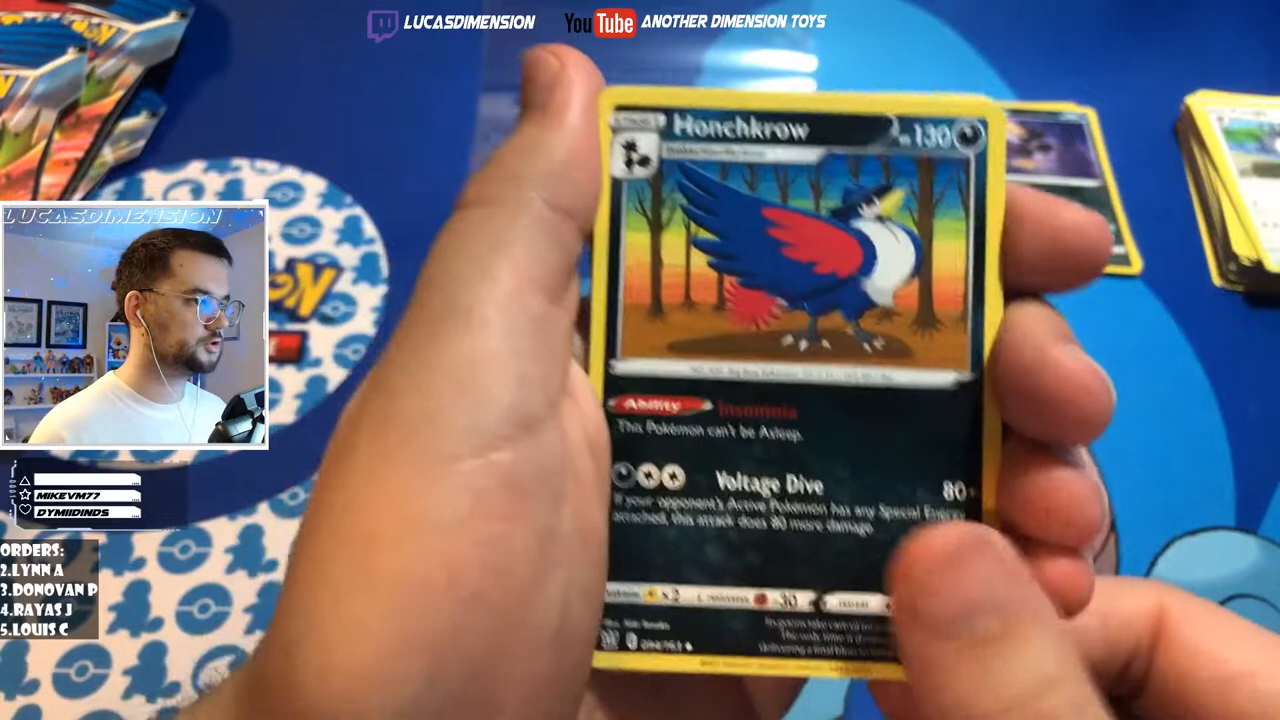 LUCASDIMENSION
YouTube ANOTHER DIMENSION TOYS
Honchkrow
130
LUCASDIMENSION
Ability Insomnia
This Pokémon can't be Asleep.
Voltage Dive 80+
If your opponent's Active Pokémon has any Special Energy
attached, this attack does 80 more damage
x2
-30
MIKEVM77
DYMIIDINDS
ORDERS:
2.LYNN A
3.DONOVAN P
4.RAYAS J
5.LOUIS C